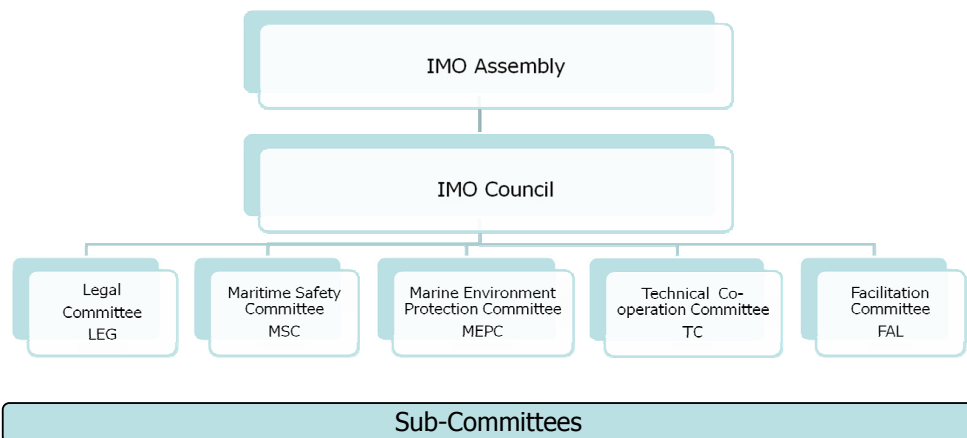 IMO Assembly
IMO Council
Legal
Committee
LEG
Maritime Safety
Committee
MSC
Marine Environment
Protection Committee
MEPC
Technical Co-
operation Committee
TC
Facilitation
Committee
FAL
Sub-Committees